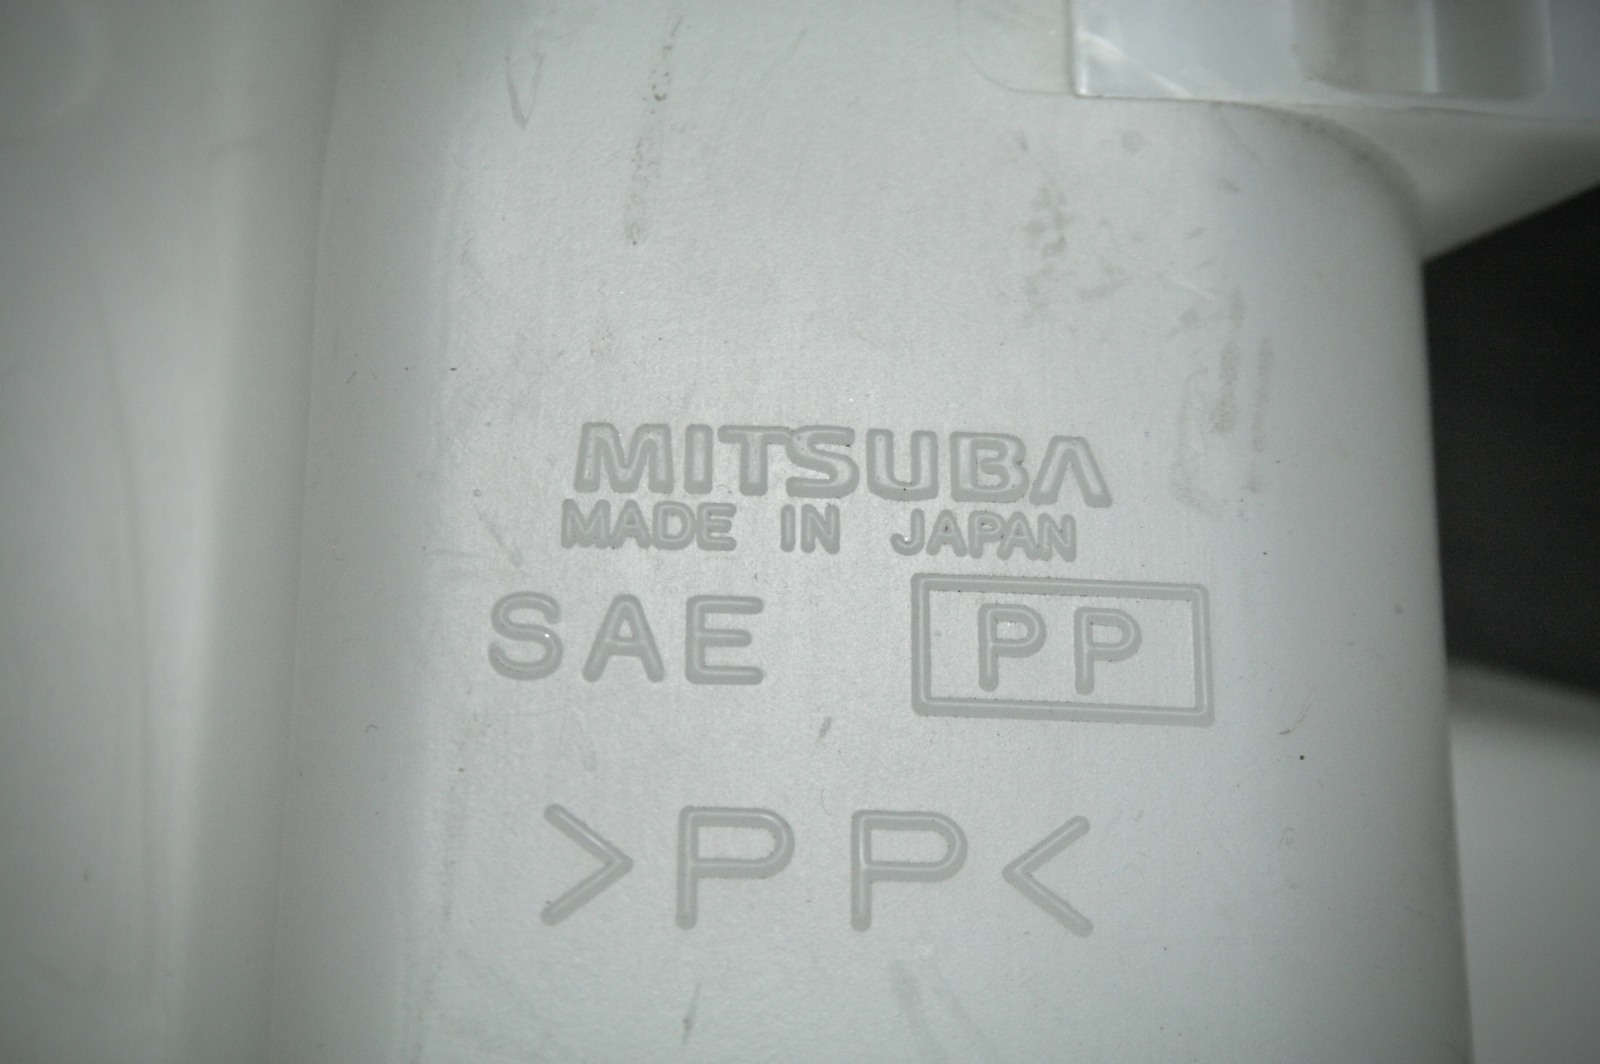 MITSUBA
MADE IN JAPAN
SAE PP
>PP<